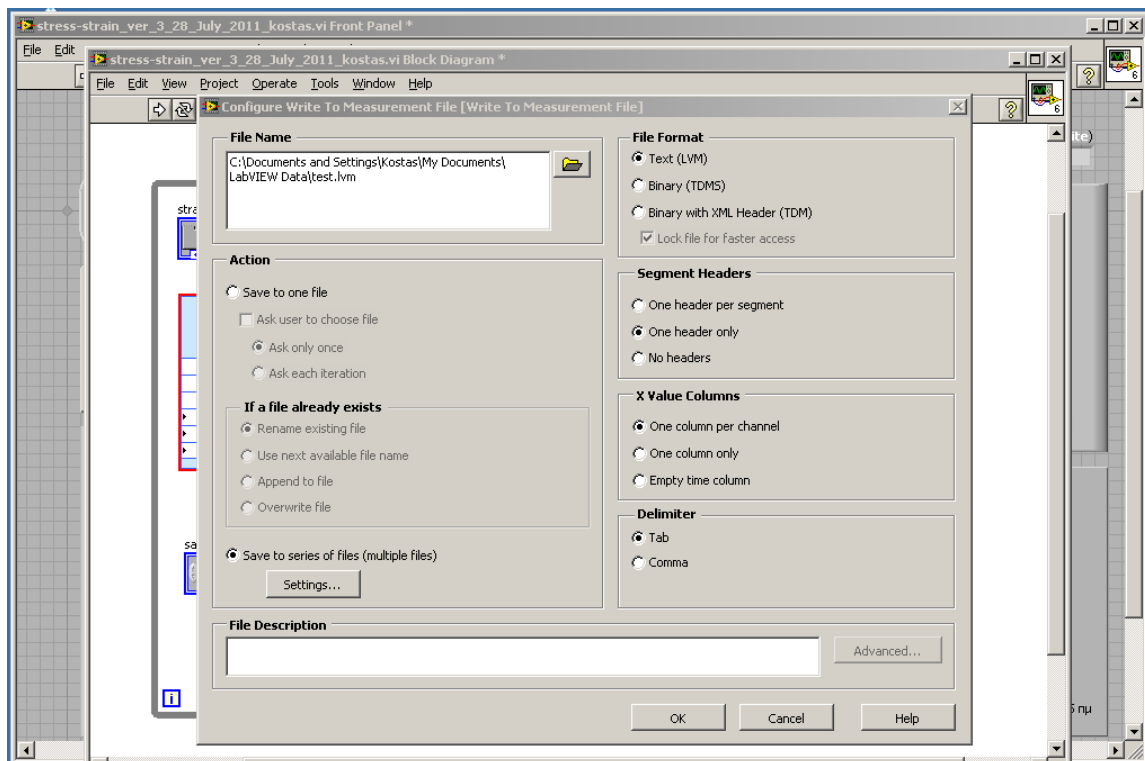 stress-strain_ver_3_28_July_2011_kostas.vi Front Panel *
File Edit
stress-strain_ver_3_28_July_2011_kostas.vi Block Diagram *
File Edit View Project Operate Tools Window Help
6
6
Configure Write To Measurement File [Write To Measurement File]
File Name
C:\Documents and Settings\Kostas\My Documents\
LabVIEW Data\test.lvm
Action
Save to one file
Ask user to choose file
Ask only once
Ask each iteration
If a file already exists
Rename existing file
Use next available file name
Append to file
Overwrite file
Save to series of files (multiple files)
Settings...
File Format
Text (LVM)
Binary (TDMS)
Binary with XML Header (TDM)
Lock file for faster access
Segment Headers
One header per segment
One header only
No headers
X Value Columns
One column per channel
One column only
Empty time column
Delimiter
Tab
Comma
File Description
Advanced...
OK Cancel Help
stra
sa
i
5 πμ